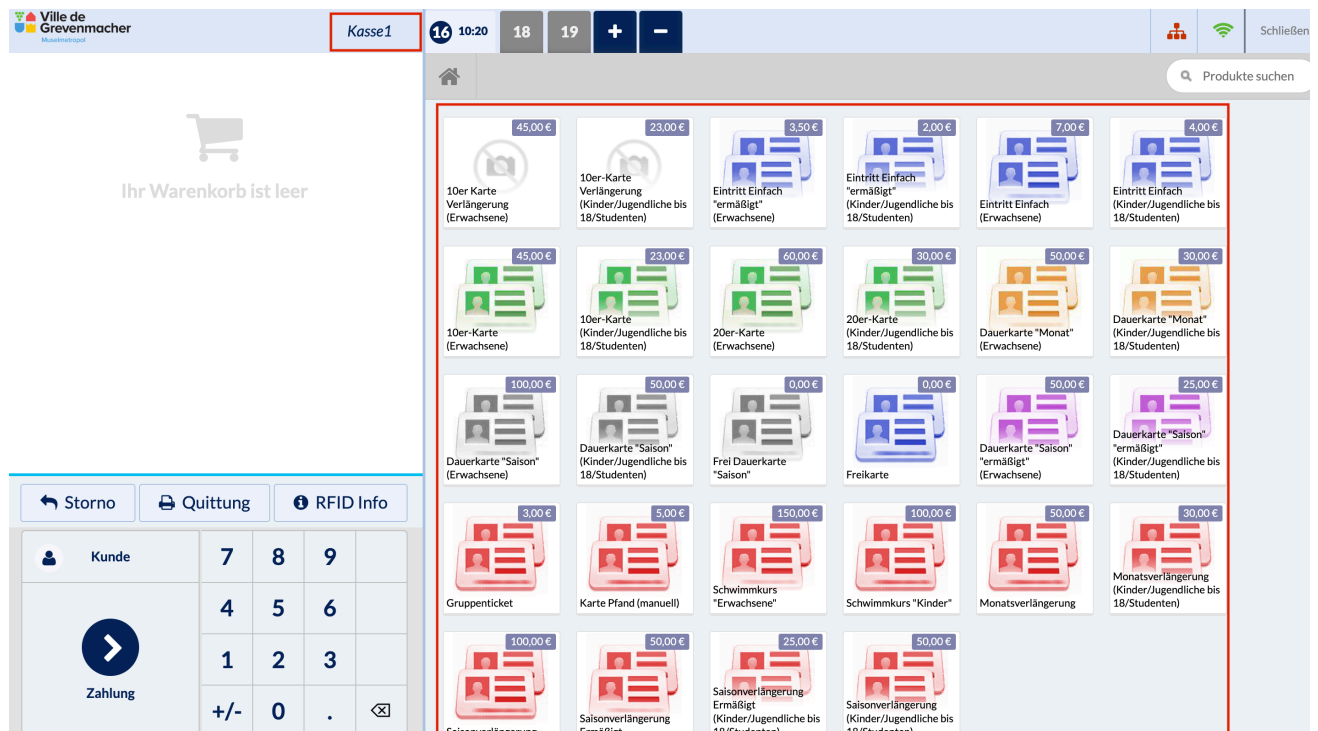 Ville de
Grevenmacher
Muselmetropol
Kasse1
16 10:20
18
19
+
−
Schließen
Produkte suchen
Ihr Warenkorb ist leer
45,00 €
10er Karte
Verlängerung
(Erwachsene)
23,00 €
10er-Karte
Verlängerung
(Kinder/Jugendliche bis
18/Studenten)
3,50 €
Eintritt Einfach
"ermäßigt"
(Erwachsene)
2,00 €
Eintritt Einfach
"ermäßigt"
(Kinder/Jugendliche bis
18/Studenten)
7,00 €
Eintritt Einfach
(Erwachsene)
4,00 €
Eintritt Einfach
(Kinder/Jugendliche bis
18/Studenten)
45,00 €
10er-Karte
(Erwachsene)
23,00 €
10er-Karte
(Kinder/Jugendliche bis
18/Studenten)
60,00 €
20er-Karte
(Erwachsene)
30,00 €
20er-Karte
(Kinder/Jugendliche bis
18/Studenten)
50,00 €
Dauerkarte "Monat"
(Erwachsene)
30,00 €
Dauerkarte "Monat"
(Kinder/Jugendliche bis
18/Studenten)
100,00 €
Dauerkarte "Saison"
(Erwachsene)
50,00 €
Dauerkarte "Saison"
(Kinder/Jugendliche bis
18/Studenten)
0,00 €
Frei Dauerkarte
"Saison"
0,00 €
Freikarte
50,00 €
Dauerkarte "Saison"
"ermäßigt"
(Erwachsene)
25,00 €
Dauerkarte "Saison"
"ermäßigt"
(Kinder/Jugendliche bis
18/Studenten)
3,00 €
Gruppenticket
5,00 €
Karte Pfand (manuell)
150,00 €
Schwimmkurs
"Erwachsene"
100,00 €
Schwimmkurs "Kinder"
50,00 €
Monatsverlängerung
30,00 €
Monatsverlängerung
(Kinder/Jugendliche bis
18/Studenten)
100,00 €
Saisonverlängerung
50,00 €
Saisonverlängerung
Ermäßigt
25,00 €
Saisonverlängerung
Ermäßigt
(Kinder/Jugendliche bis
18/Studenten)
50,00 €
Saisonverlängerung
(Kinder/Jugendliche bis
18/Studenten)
Storno
Quittung
RFID Info
Kunde
7 8 9
4 5 6
1 2 3
Zahlung
+/- 0 .